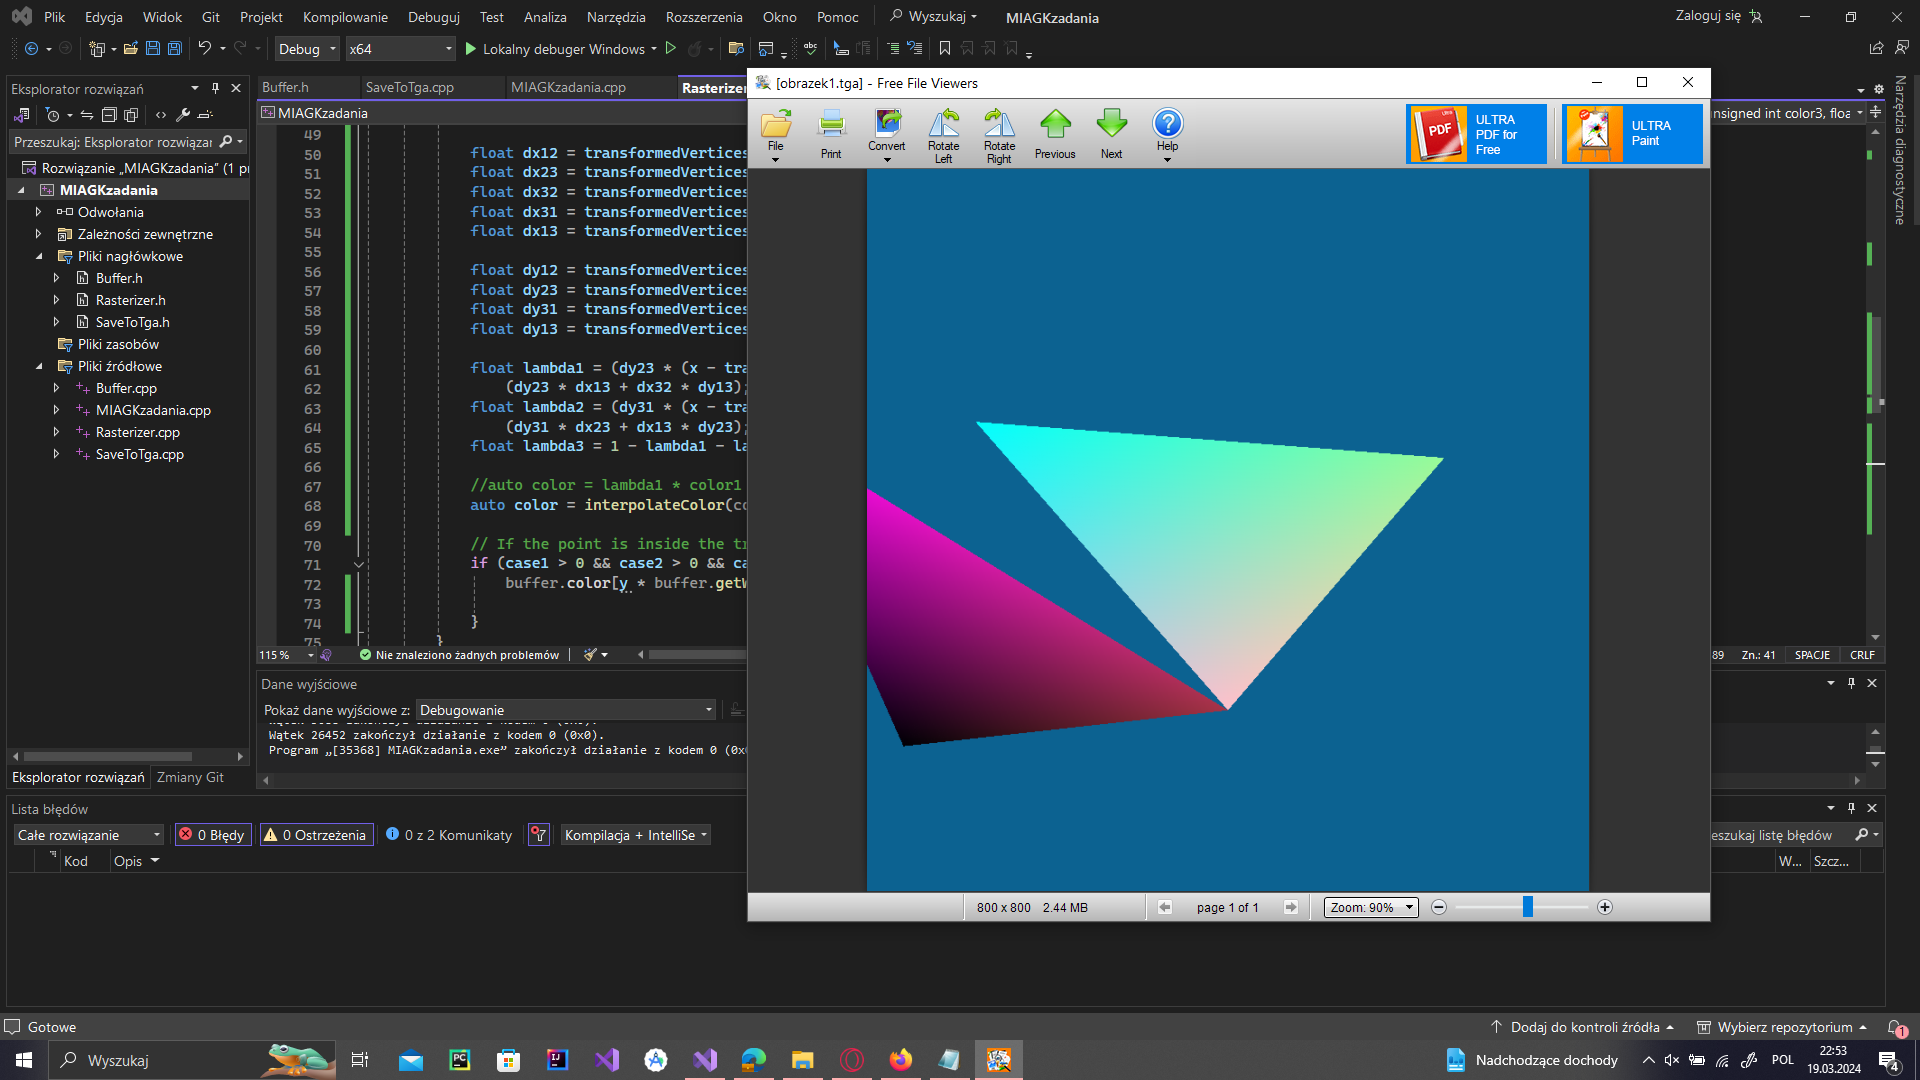 Plik Edycja Widok Git Projekt Kompilowanie Debuguj Test Analiza Narzędzia Rozszerzenia Okno Pomoc Wyszukaj MIAGKzadania Zaloguj się
Debug x64 Lokalny debuger Windows
Eksplorator rozwiązań
Przeszukaj: Eksplorator rozwiązar
Rozwiązanie „MIAGKzadania” (1 pr
MIAGKzadania
Odwołania
Zależności zewnętrzne
Pliki nagłówkowe
Buffer.h
Rasterizer.h
SaveToTga.h
Pliki zasobów
Pliki źródłowe
Buffer.cpp
MIAGKzadania.cpp
Rasterizer.cpp
SaveToTga.cpp
Eksplorator rozwiązań Zmiany Git
Buffer.h SaveToTga.cpp MIAGKzadania.cpp Rasterizer
MIAGKzadania
insigned int color3, floa
49
50 float dx12 = transformedVertices
51 float dx23 = transformedVertices
52 float dx32 = transformedVertices
53 float dx31 = transformedVertices
54 float dx13 = transformedVertices
55
56 float dy12 = transformedVertices
57 float dy23 = transformedVertices
58 float dy31 = transformedVertices
59 float dy13 = transformedVertices
60
61 float lambda1 = (dy23 * (x - tra
62 (dy23 * dx13 + dx32 * dy13);
63 float lambda2 = (dy31 * (x - tra
64 (dy31 * dx23 + dx13 * dy23);
65 float lambda3 = 1 - lambda1 - la
66
67 //auto color = lambda1 * color1
68 auto color = interpolateColor(co
69
70 // If the point is inside the tr
71 if (case1 > 0 && case2 > 0 && ca
72 buffer.color[y * buffer.getW
73
74 }
75 }
115 % Nie znaleziono żadnych problemów
89 Zn.: 41 SPACJE CRLF
Narzędzia diagnostyczne
[obrazek1.tga] - Free File Viewers
File Print Convert Rotate Left Rotate Right Previous Next Help
PDF
ULTRA PDF for Free
ULTRA Paint
800 x 800 2.44 MB page 1 of 1 Zoom: 90%
Dane wyjściowe
Pokaż dane wyjściowe z: Debugowanie
Wątek 26452 zakończył działanie z kodem 0 (0x0).
Program „[35368] MIAGKzadania.exe” zakończył działanie z kodem 0 (0x0
Lista błędów
Całe rozwiązanie 0 Błędy 0 Ostrzeżenia 0 z 2 Komunikaty Kompilacja + IntelliSe
eszukaj listę błędów
Kod Opis W... Szcz...
Gotowe Dodaj do kontroli źródła Wybierz repozytorium 1
Wyszukaj
Nadchodzące dochody POL 22:53
19.03.2024 4